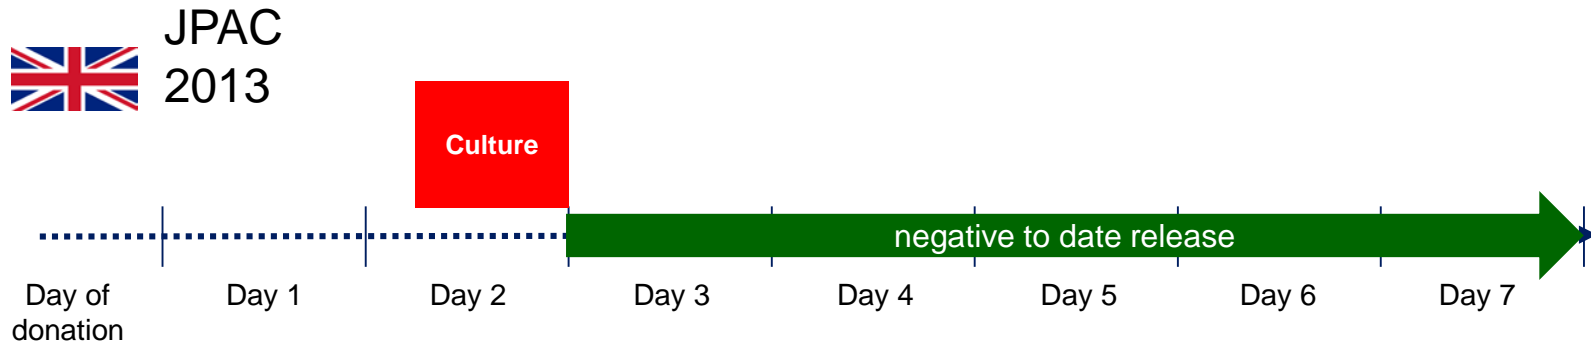 JPAC
2013
Culture
negative to date release
Day of
donation
Day 1
Day 2
Day 3
Day 4
Day 5
Day 6
Day 7